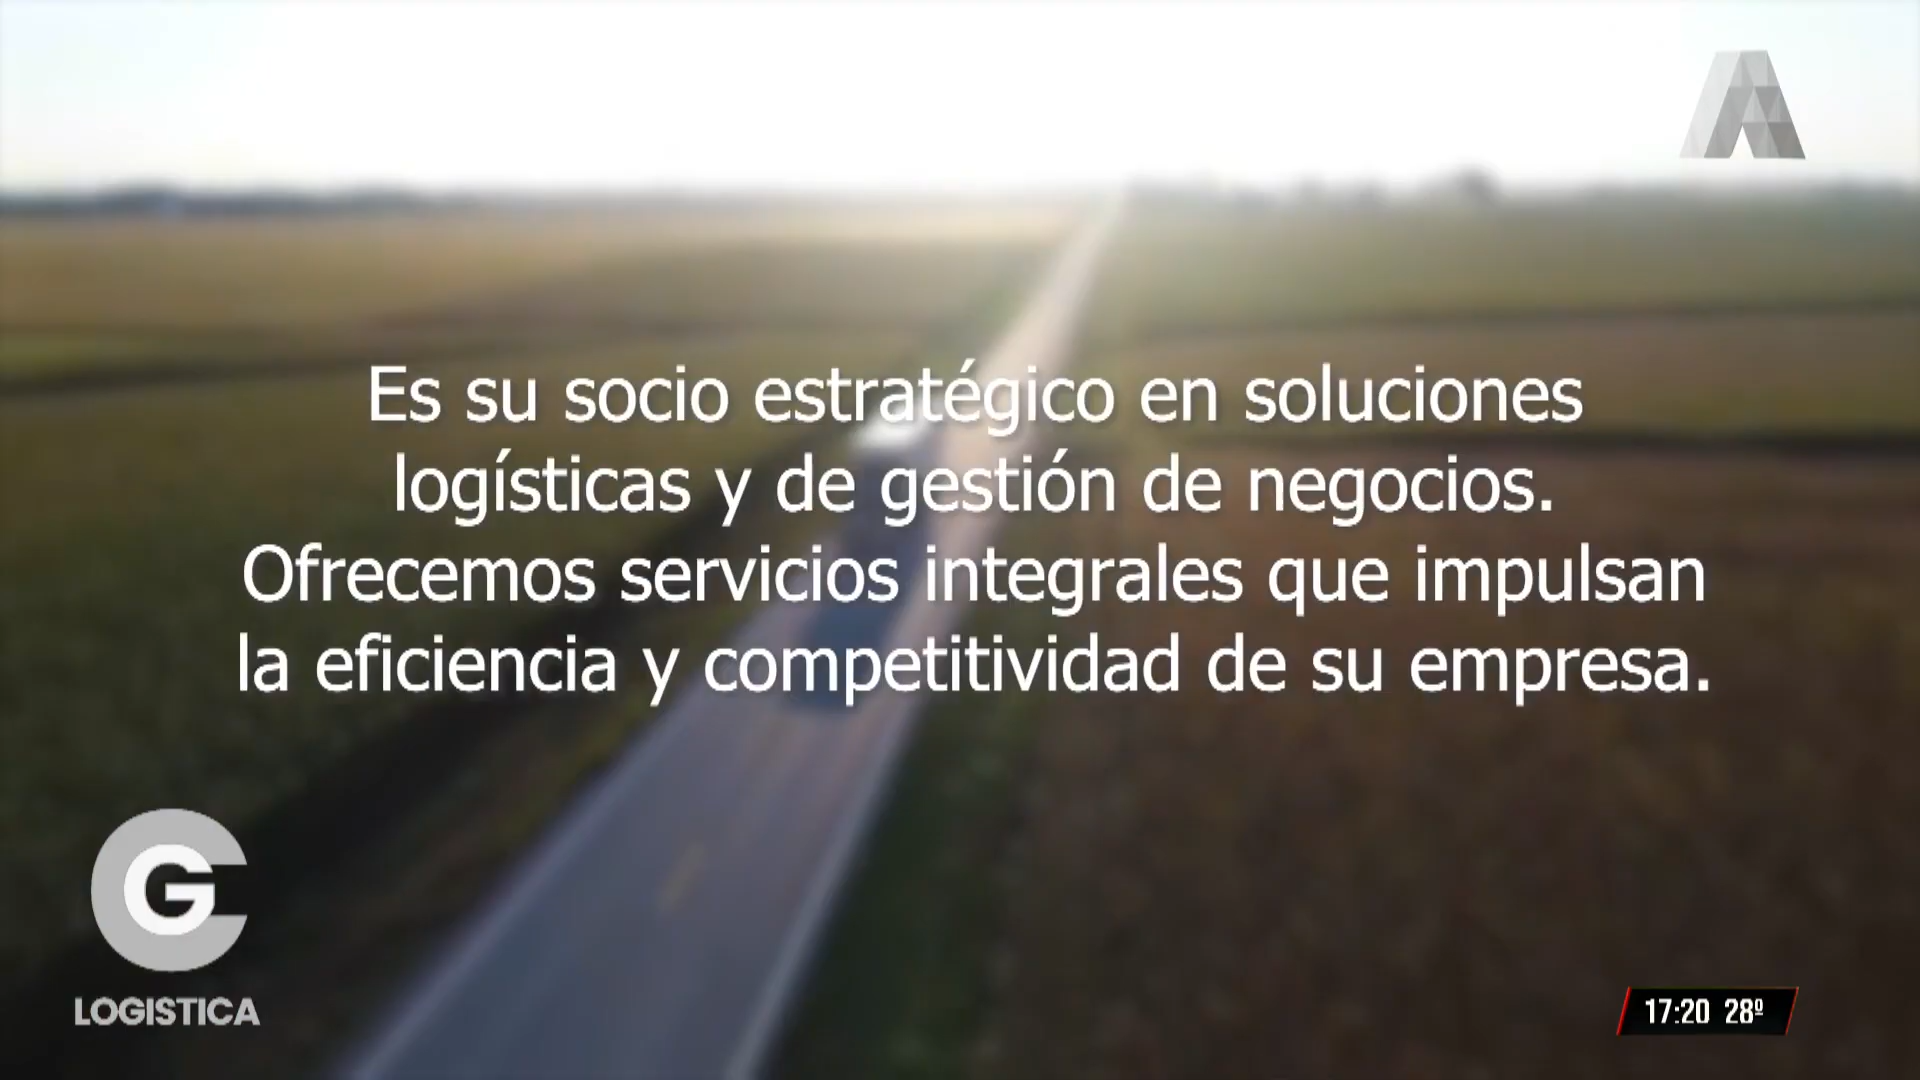 Es su socio estratégico en soluciones
logísticas y de gestión de negocios.
Ofrecemos servicios integrales que impulsan
la eficiencia y competitividad de su empresa.
CG
LOGISTICA
17:20 28º